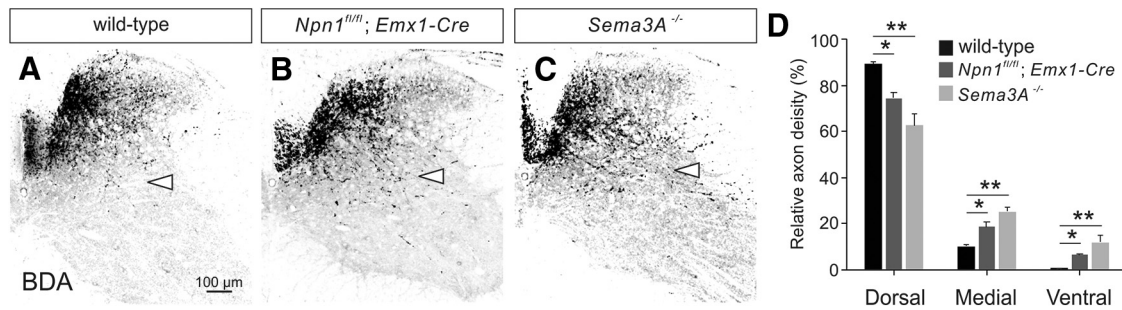 wild-type
Npn1fl/fl; Emx1-Cre
Sema3A-/-
A
B
C
BDA
100 µm
D
Relative axon deisity (%)
100
80
60
40
20
0
**
*
**
*
**
*
wild-type
Npn1fl/fl; Emx1-Cre
Sema3A-/-
Dorsal
Medial
Ventral